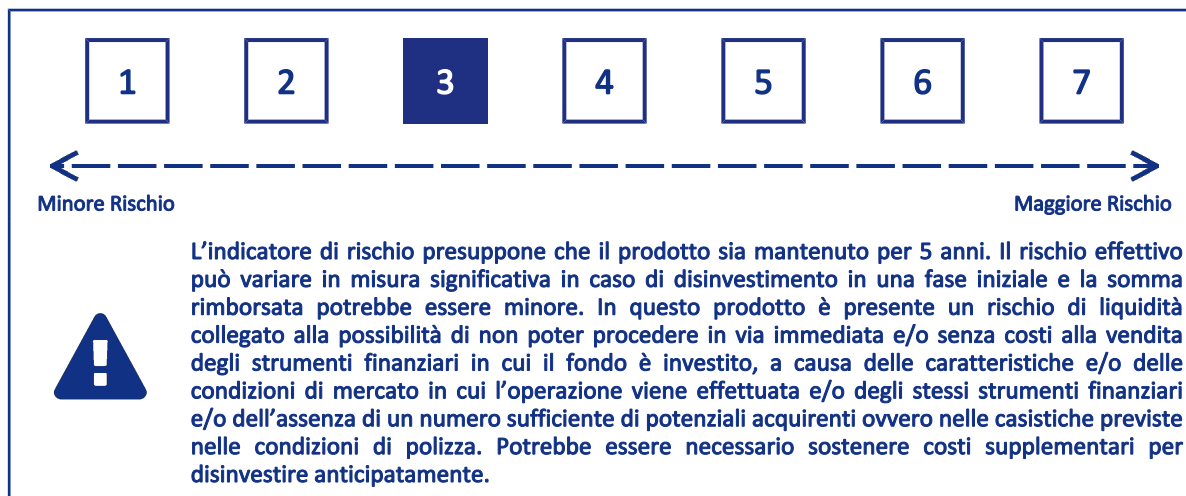 1 2 3 4 5 6 7
Minore Rischio Maggiore Rischio
L’indicatore di rischio presuppone che il prodotto sia mantenuto per 5 anni. Il rischio effettivo
può variare in misura significativa in caso di disinvestimento in una fase iniziale e la somma
rimborsata potrebbe essere minore. In questo prodotto è presente un rischio di liquidità
collegato alla possibilità di non poter procedere in via immediata e/o senza costi alla vendita
degli strumenti finanziari in cui il fondo è investito, a causa delle caratteristiche e/o delle
condizioni di mercato in cui l’operazione viene effettuata e/o degli stessi strumenti finanziari
e/o dell’assenza di un numero sufficiente di potenziali acquirenti ovvero nelle casistiche previste
nelle condizioni di polizza. Potrebbe essere necessario sostenere costi supplementari per
disinvestire anticipatamente.